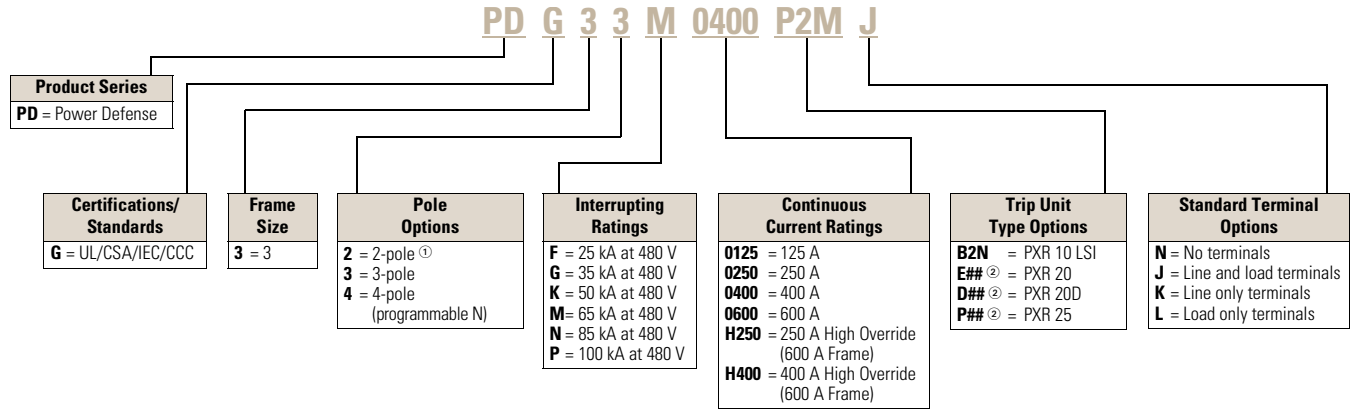 PD G 3 3 M 0400 P2M J
Product Series
PD = Power Defense
Certifications/
Standards
G = UL/CSA/IEC/CCC
Frame
Size
3 = 3
Pole
Options
2 = 2-pole ①
3 = 3-pole
4 = 4-pole
(programmable N)
Interrupting
Ratings
F = 25 kA at 480 V
G = 35 kA at 480 V
K = 50 kA at 480 V
M= 65 kA at 480 V
N = 85 kA at 480 V
P = 100 kA at 480 V
Continuous
Current Ratings
0125 = 125 A
0250 = 250 A
0400 = 400 A
0600 = 600 A
H250 = 250 A High Override
(600 A Frame)
H400 = 400 A High Override
(600 A Frame)
Trip Unit
Type Options
B2N = PXR 10 LSI
E## ② = PXR 20
D## ② = PXR 20D
P## ② = PXR 25
Standard Terminal
Options
N = No terminals
J = Line and load terminals
K = Line only terminals
L = Load only terminals